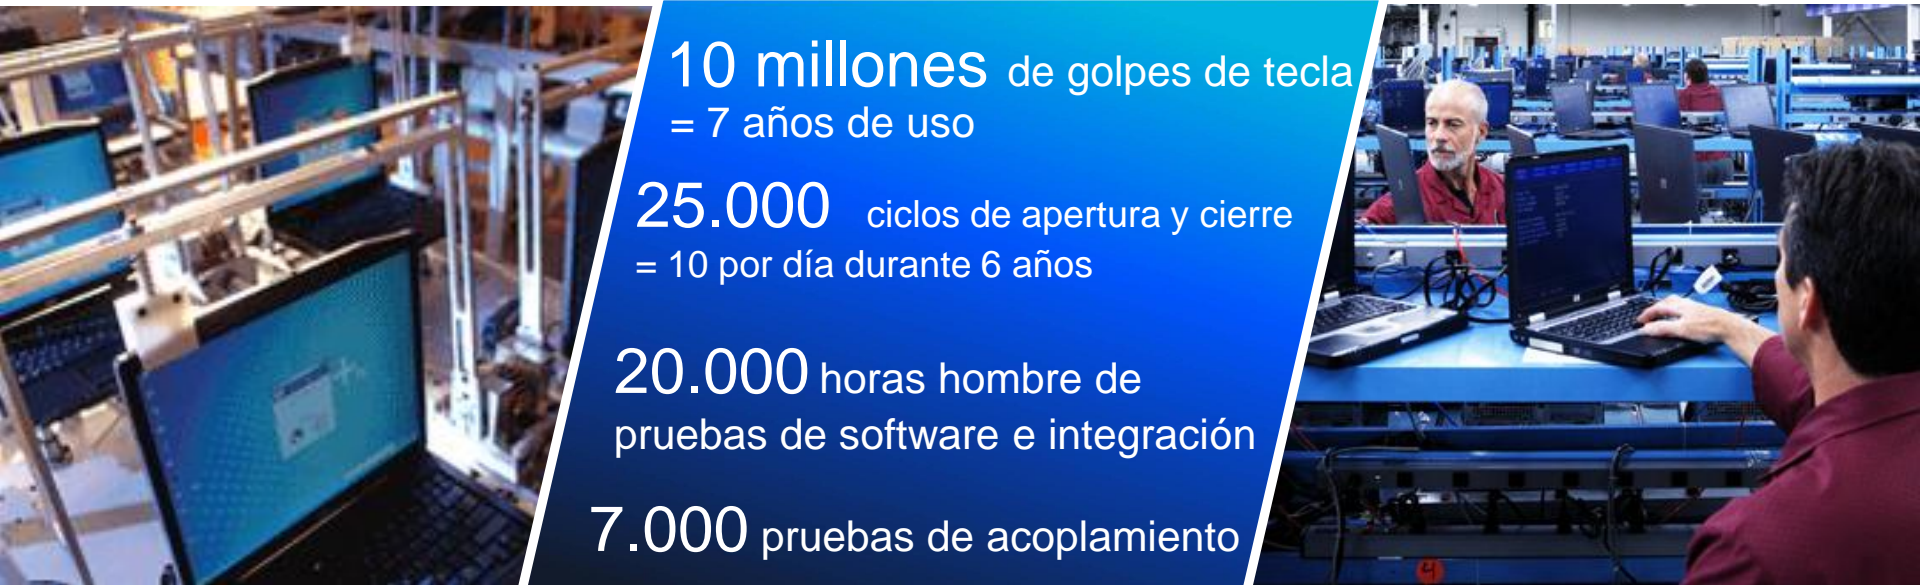 10 millones de golpes de tecla
= 7 años de uso
25.000 ciclos de apertura y cierre
= 10 por día durante 6 años
20.000 horas hombre de
pruebas de software e integración
7.000 pruebas de acoplamiento
4